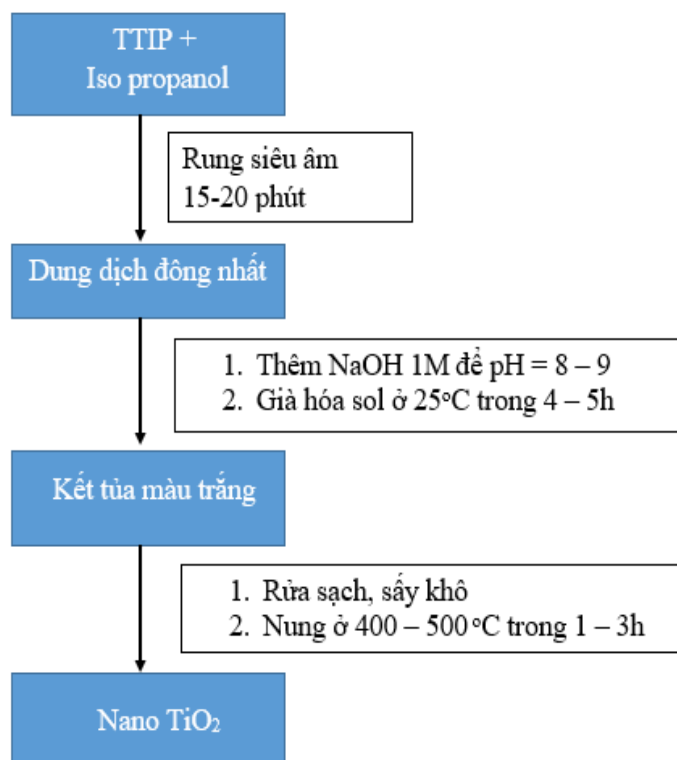 TTIP +
Iso propanol
Rung siêu âm
15-20 phút
Dung dịch đông nhất
1. Thêm NaOH 1M để pH = 8 – 9
2. Già hóa sol ở 25°C trong 4 – 5h
Kết tủa màu trắng
1. Rửa sạch, sấy khô
2. Nung ở 400 – 500 °C trong 1 – 3h
Nano TiO₂